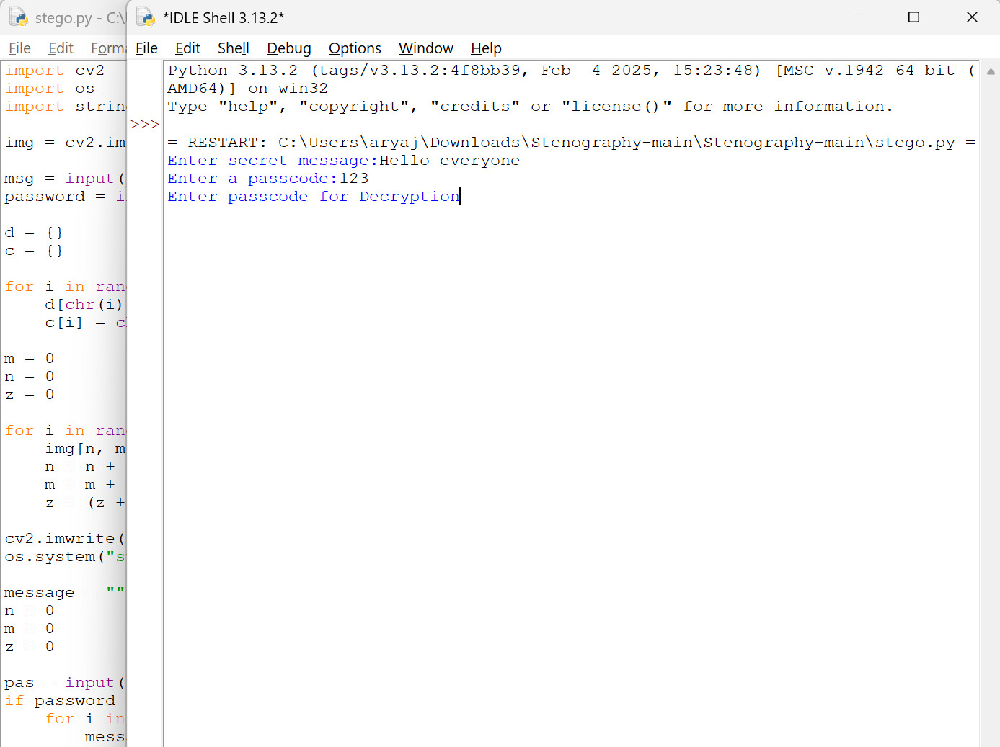 stego.py - C:\
File Edit Forma
import cv2
import os
import strin
img = cv2.im
msg = input(
password = i
d = {}
c = {}
for i in ran
d[chr(i)
c[i] = c
m = 0
n = 0
z = 0
for i in ran
img[n, m
n = n +
m = m +
z = (z +
cv2.imwrite(
os.system("s
message = ""
n = 0
m = 0
z = 0
pas = input(
if password =
for i in
mess
*IDLE Shell 3.13.2*
File Edit Shell Debug Options Window Help
Python 3.13.2 (tags/v3.13.2:4f8bb39, Feb  4 2025, 15:23:48) [MSC v.1942 64 bit (
AMD64)] on win32
Type "help", "copyright", "credits" or "license()" for more information.
>>>
= RESTART: C:\Users\aryaj\Downloads\Stenography-main\Stenography-main\stego.py =
Enter secret message:Hello everyone
Enter a passcode:123
Enter passcode for Decryption